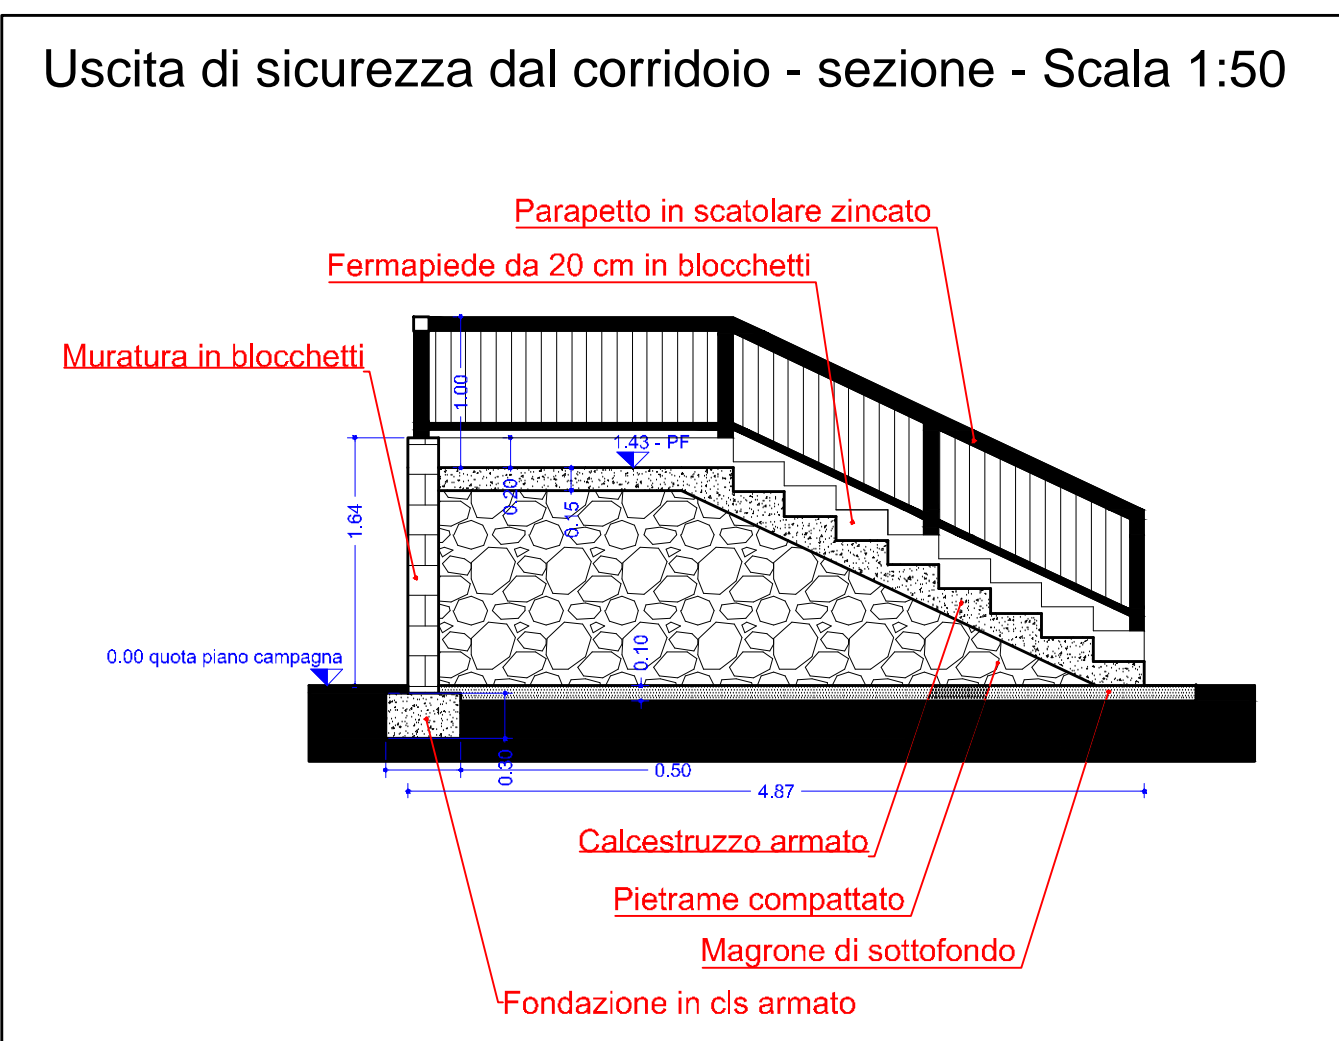 Uscita di sicurezza dal corridoio - sezione - Scala 1:50
Parapetto in scatolare zincato
Fermapiede da 20 cm in blocchetti
Muratura in blocchetti
1.00
1.43 - PF
0.20
0.15
1.64
0.10
0.00 quota piano campagna
0.30
0.50
4.87
Calcestruzzo armato
Pietrame compattato
Magrone di sottofondo
Fondazione in cls armato